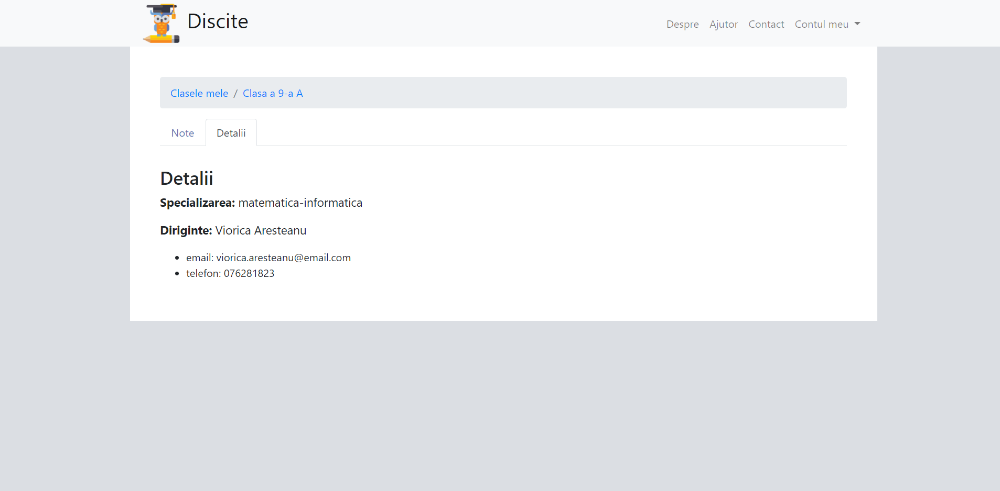 Discite
Despre Ajutor Contact Contul meu
Clasele mele / Clasa a 9-a A
Note Detalii
Detalii
Specializarea: matematica-informatica
Diriginte: Viorica Aresteanu
email: viorica.aresteanu@email.com
telefon: 076281823